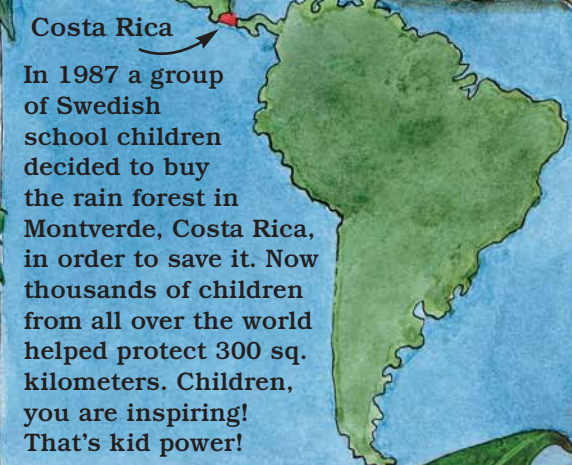 Costa Rica
In 1987 a group
of Swedish
school children
decided to buy
the rain forest in
Montverde, Costa Rica,
in order to save it. Now
thousands of children
from all over the world
helped protect 300 sq.
kilometers. Children,
you are inspiring!
That's kid power!